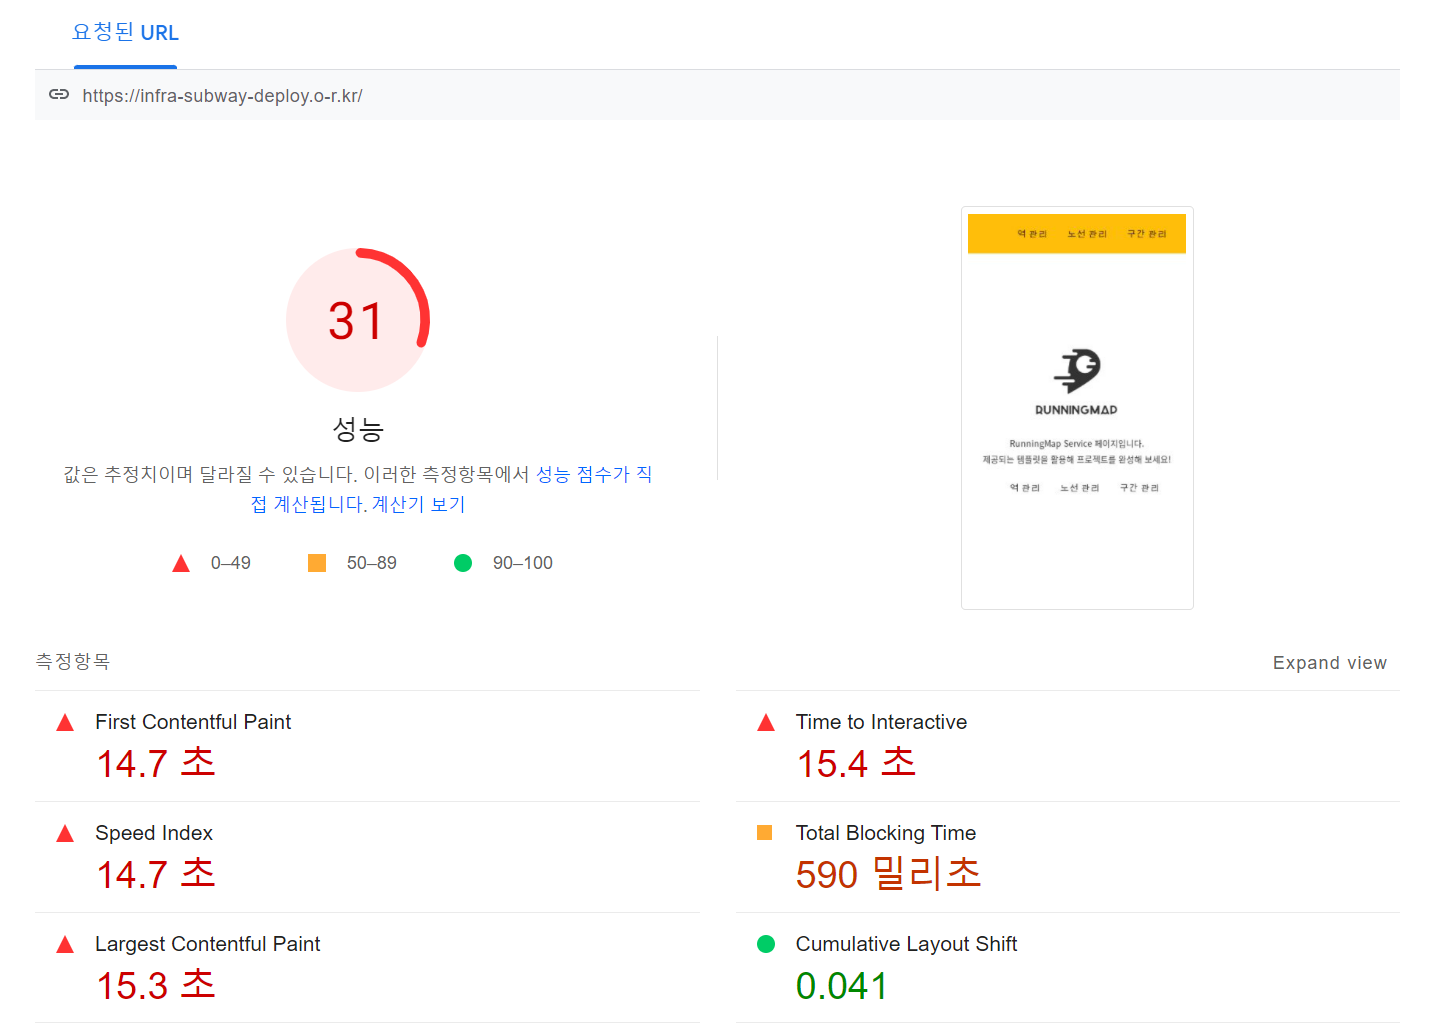 요청된 URL
https://infra-subway-deploy.o-r.kr/
31
성능
값은 추정치이며 달라질 수 있습니다. 이러한 측정항목에서 성능 점수가 직
접 계산됩니다. 계산기 보기
0–49 50–89 90–100
역 관리 노선 관리 구간 관리
RUNNINGMAP
RunningMap Service 페이지입니다.
제공되는 템플릿을 활용해 프로젝트를 완성해 보세요!
역 관리 노선 관리 구간 관리
측정항목
Expand view
First Contentful Paint
14.7 초
Time to Interactive
15.4 초
Speed Index
14.7 초
Total Blocking Time
590 밀리초
Largest Contentful Paint
15.3 초
Cumulative Layout Shift
0.041